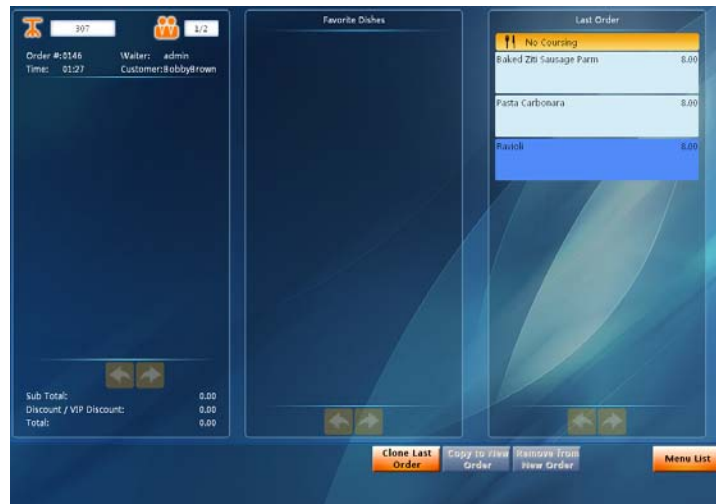 307
1/2
Order #:0146 Waiter: admin
Time: 01:27 Customer:BobbyBrown
Sub Total: 0.00
Discount / VIP Discount: 0.00
Total: 0.00
Favorite Dishes
Last Order
No Coursing
Baked Ziti Sausage Parm 8.00
Pasta Carbonara 8.00
Ravioli 8.00
Clone Last
Order
Copy to New
Order
Remove from
New Order
Menu List